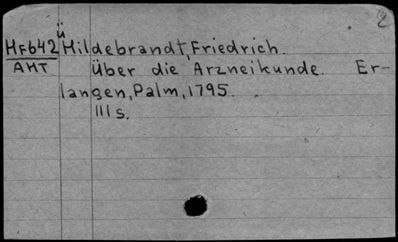 ü 2
HF642 Hildebrandt, Friedrich.
AHT Über die Arzneikunde. Er-
langen, Palm, 1795.
111 s.